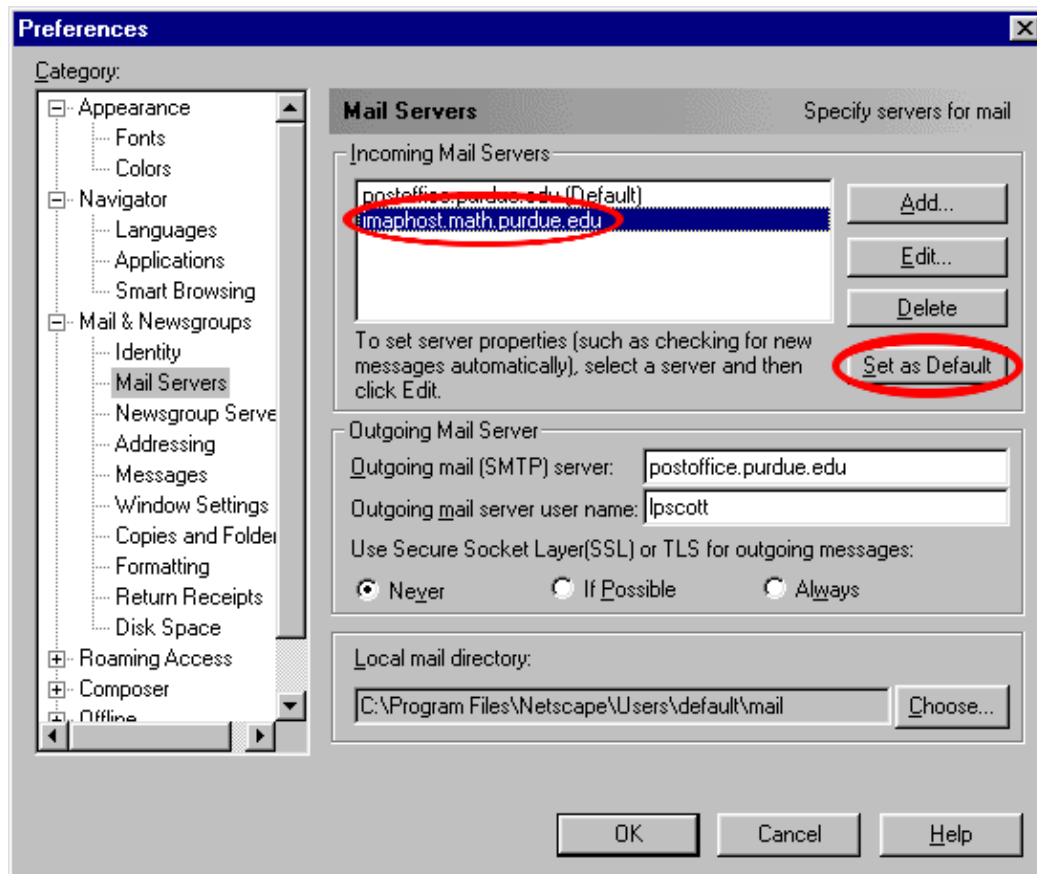 Preferences
Category:
Appearance
Fonts
Colors
Navigator
Languages
Applications
Smart Browsing
Mail & Newsgroups
Identity
Mail Servers
Newsgroup Serve
Addressing
Messages
Window Settings
Copies and Folder
Formatting
Return Receipts
Disk Space
Roaming Access
Composer
Offline
Mail Servers Specify servers for mail
Incoming Mail Servers
postoffice.purdue.edu (Default)
imaphost.math.purdue.edu
Add...
Edit...
Delete
To set server properties (such as checking for new
messages automatically), select a server and then
click Edit.
Set as Default
Outgoing Mail Server
Outgoing mail (SMTP) server: postoffice.purdue.edu
Outgoing mail server user name: lpscott
Use Secure Socket Layer(SSL) or TLS for outgoing messages:
Never If Possible Always
Local mail directory:
C:\Program Files\Netscape\Users\default\mail Choose...
OK Cancel Help